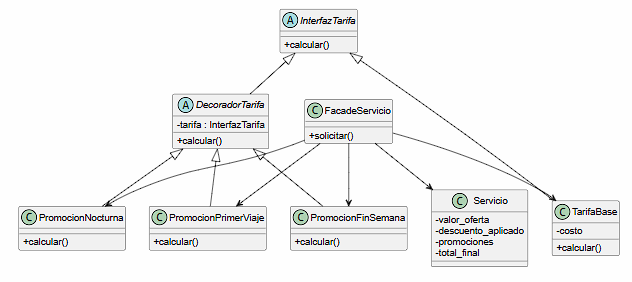 A InterfazTarifa
+calcular()
A DecoradorTarifa
-tarifa : InterfazTarifa
+calcular()
C FacadeServicio
+solicitar()
C PromocionNocturna
+calcular()
C PromocionPrimerViaje
+calcular()
C PromocionFinSemana
+calcular()
C Servicio
-valor_oferta
-descuento_aplicado
-promociones
-total_final
C TarifaBase
-costo
+calcular()